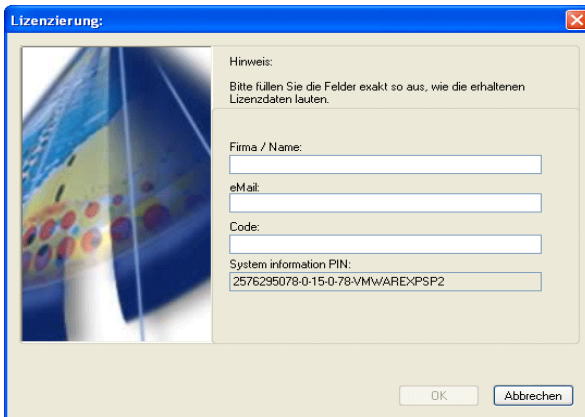 Lizenzierung:
Hinweis:
Bitte füllen Sie die Felder exakt so aus, wie die erhaltenen
Lizenzdaten lauten.
Firma / Name:
eMail:
Code:
System information PIN:
2576295078-0-15-0-78-VMWAREXPSP2
OK
Abbrechen